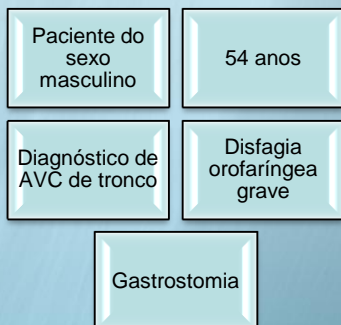 Paciente do
sexo
masculino
54 anos
Diagnóstico de
AVC de tronco
Disfagia
orofaríngea
grave
Gastrostomia